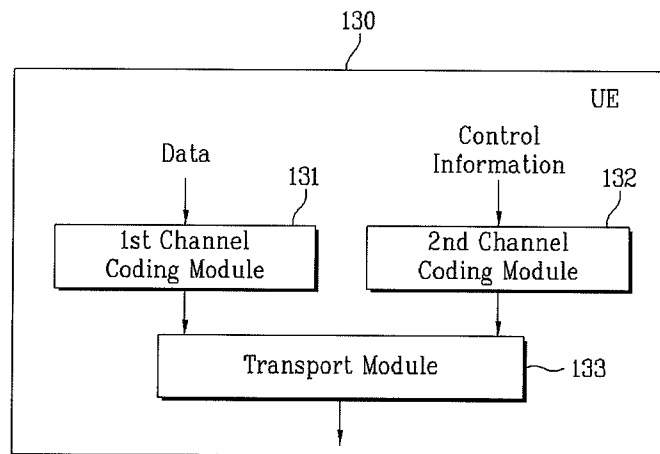 130
UE
Data
Control
Information
131
132
1st Channel
Coding Module
2nd Channel
Coding Module
Transport Module
133